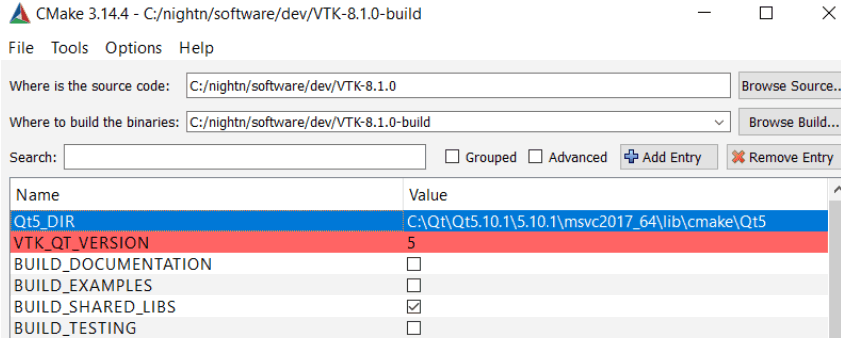 CMake 3.14.4 - C:/nightn/software/dev/VTK-8.1.0-build
File Tools Options Help
Where is the source code: C:/nightn/software/dev/VTK-8.1.0 Browse Source..
Where to build the binaries: C:/nightn/software/dev/VTK-8.1.0-build Browse Build...
Search: Grouped Advanced Add Entry Remove Entry
Name Value
Qt5_DIR C:\Qt\Qt5.10.1\5.10.1\msvc2017_64\lib\cmake\Qt5
VTK_QT_VERSION 5
BUILD_DOCUMENTATION
BUILD_EXAMPLES
BUILD_SHARED_LIBS
BUILD_TESTING